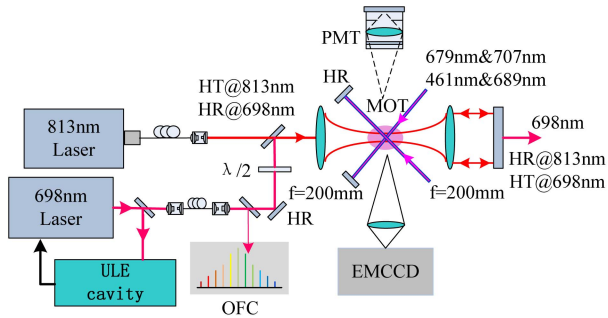 PMT
679nm&707nm
461nm&689nm
HR
MOT
HT@813nm
HR@698nm
813nm
Laser
698nm
HR@813nm
HT@698nm
λ/2
f=200mm
f=200mm
698nm
Laser
HR
ULE
cavity
OFC
EMCCD